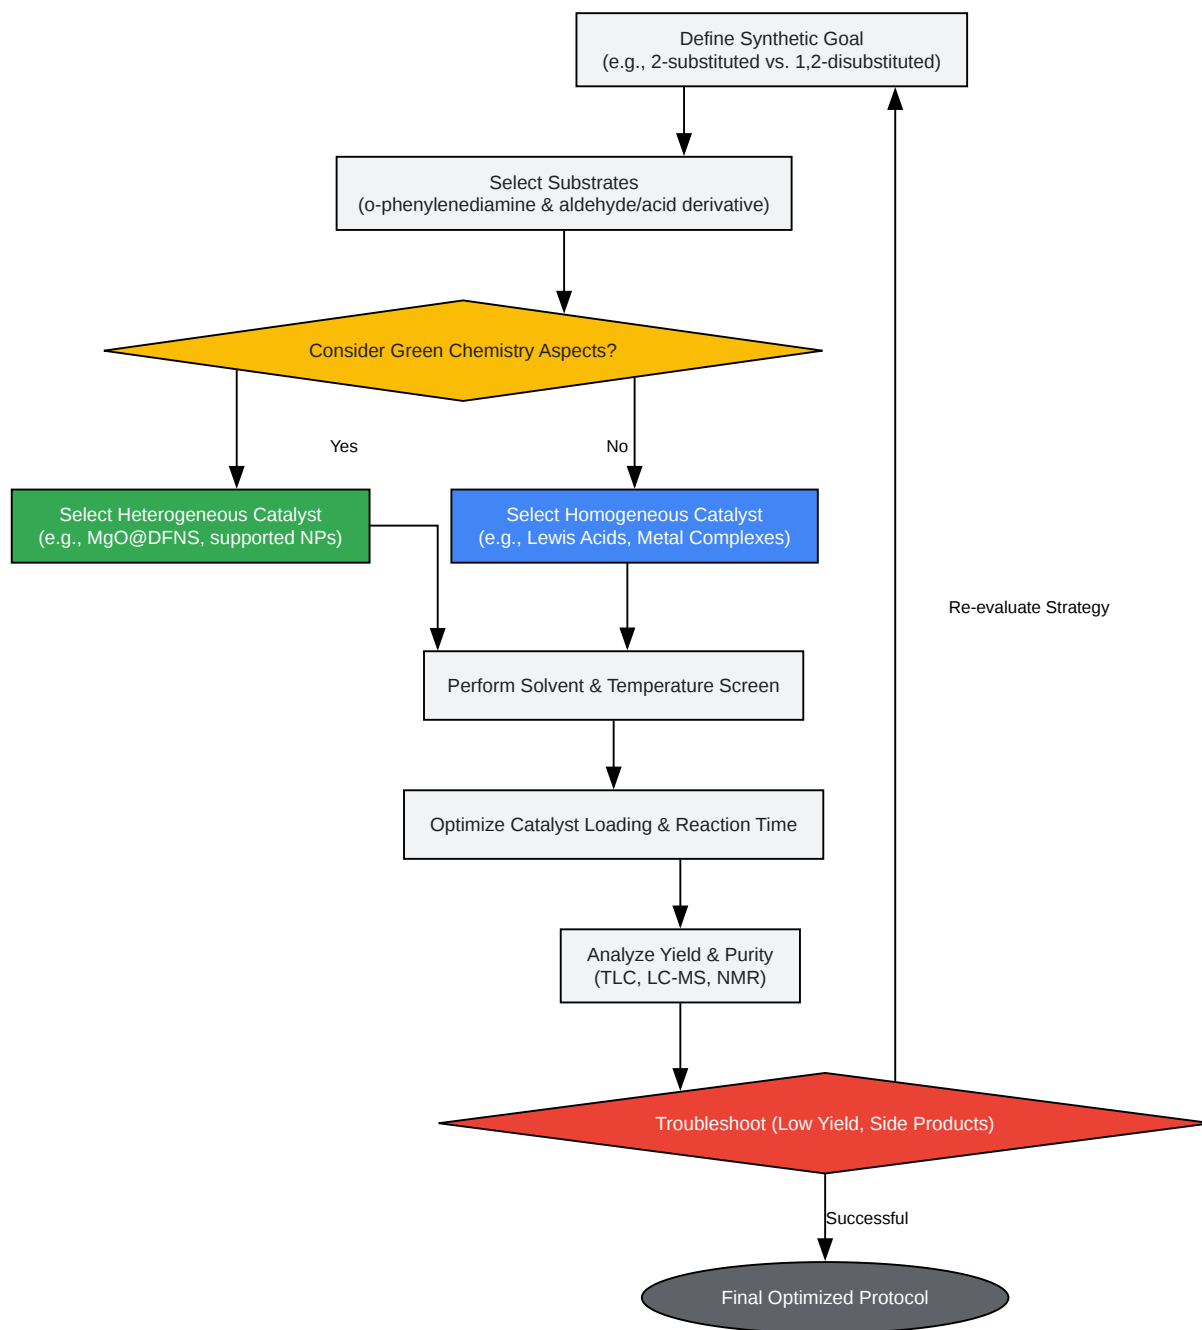 Define Synthetic Goal
(e.g., 2-substituted vs. 1,2-disubstituted)
Select Substrates
(o-phenylenediamine & aldehyde/acid derivative)
Consider Green Chemistry Aspects?
Yes
No
Select Heterogeneous Catalyst
(e.g., MgO@DFNS, supported NPs)
Select Homogeneous Catalyst
(e.g., Lewis Acids, Metal Complexes)
Re-evaluate Strategy
Perform Solvent & Temperature Screen
Optimize Catalyst Loading & Reaction Time
Analyze Yield & Purity
(TLC, LC-MS, NMR)
Troubleshoot (Low Yield, Side Products)
Successful
Final Optimized Protocol